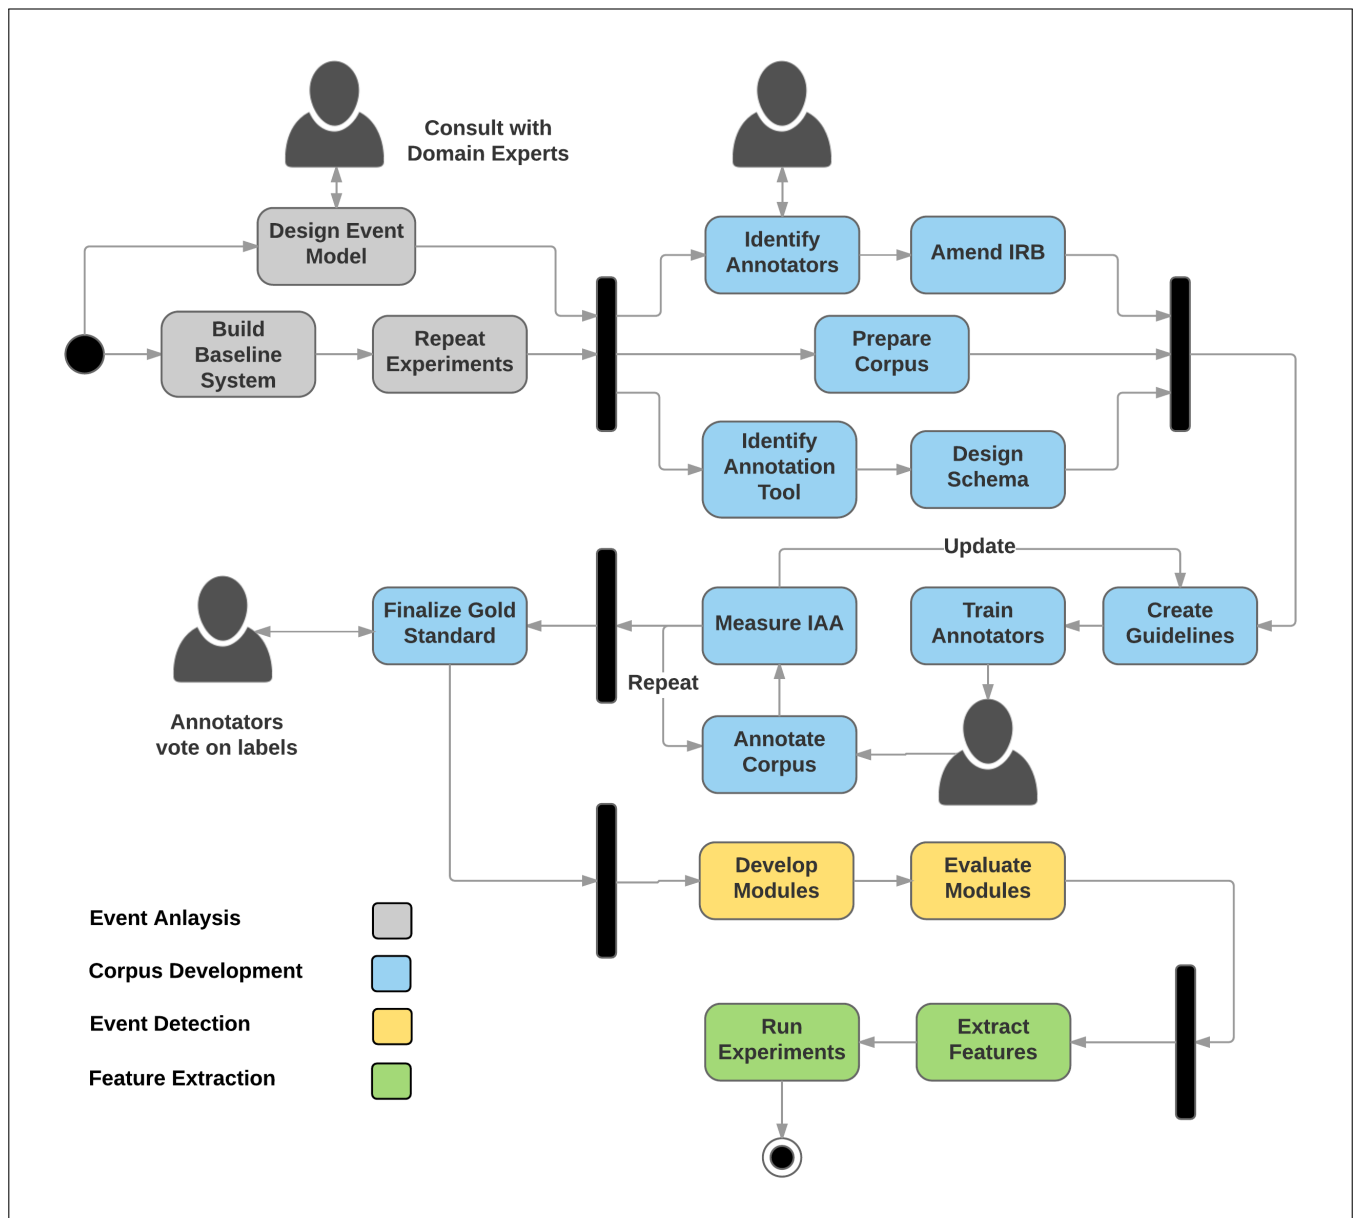 Consult with
Domain Experts
Design Event
Model
Build
Baseline
System
Repeat
Experiments
Identify
Annotators
Amend IRB
Prepare
Corpus
Identify
Annotation
Tool
Design
Schema
Update
Finalize Gold
Standard
Measure IAA
Train
Annotators
Create
Guidelines
Repeat
Annotators
vote on labels
Annotate
Corpus
Develop
Modules
Evaluate
Modules
Event Anlaysis
Corpus Development
Event Detection
Feature Extraction
Run
Experiments
Extract
Features